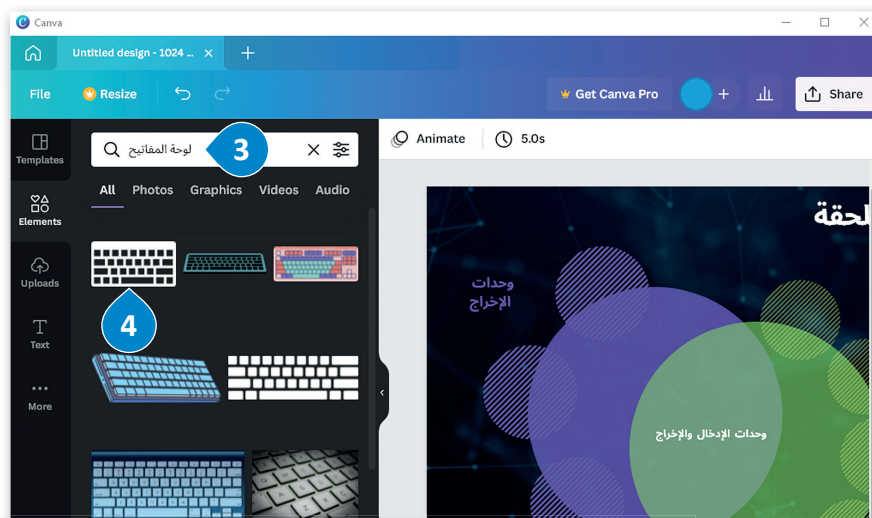 Canva
Untitled design - 1024 ...
File
Resize
Get Canva Pro
Share
Templates
Elements
Uploads
Text
More
لوحة المفاتيح
3
All Photos Graphics Videos Audio
4
Animate
5.0s
لحقة
وحدات
الإخراج
وحدات الإدخال والإخراج